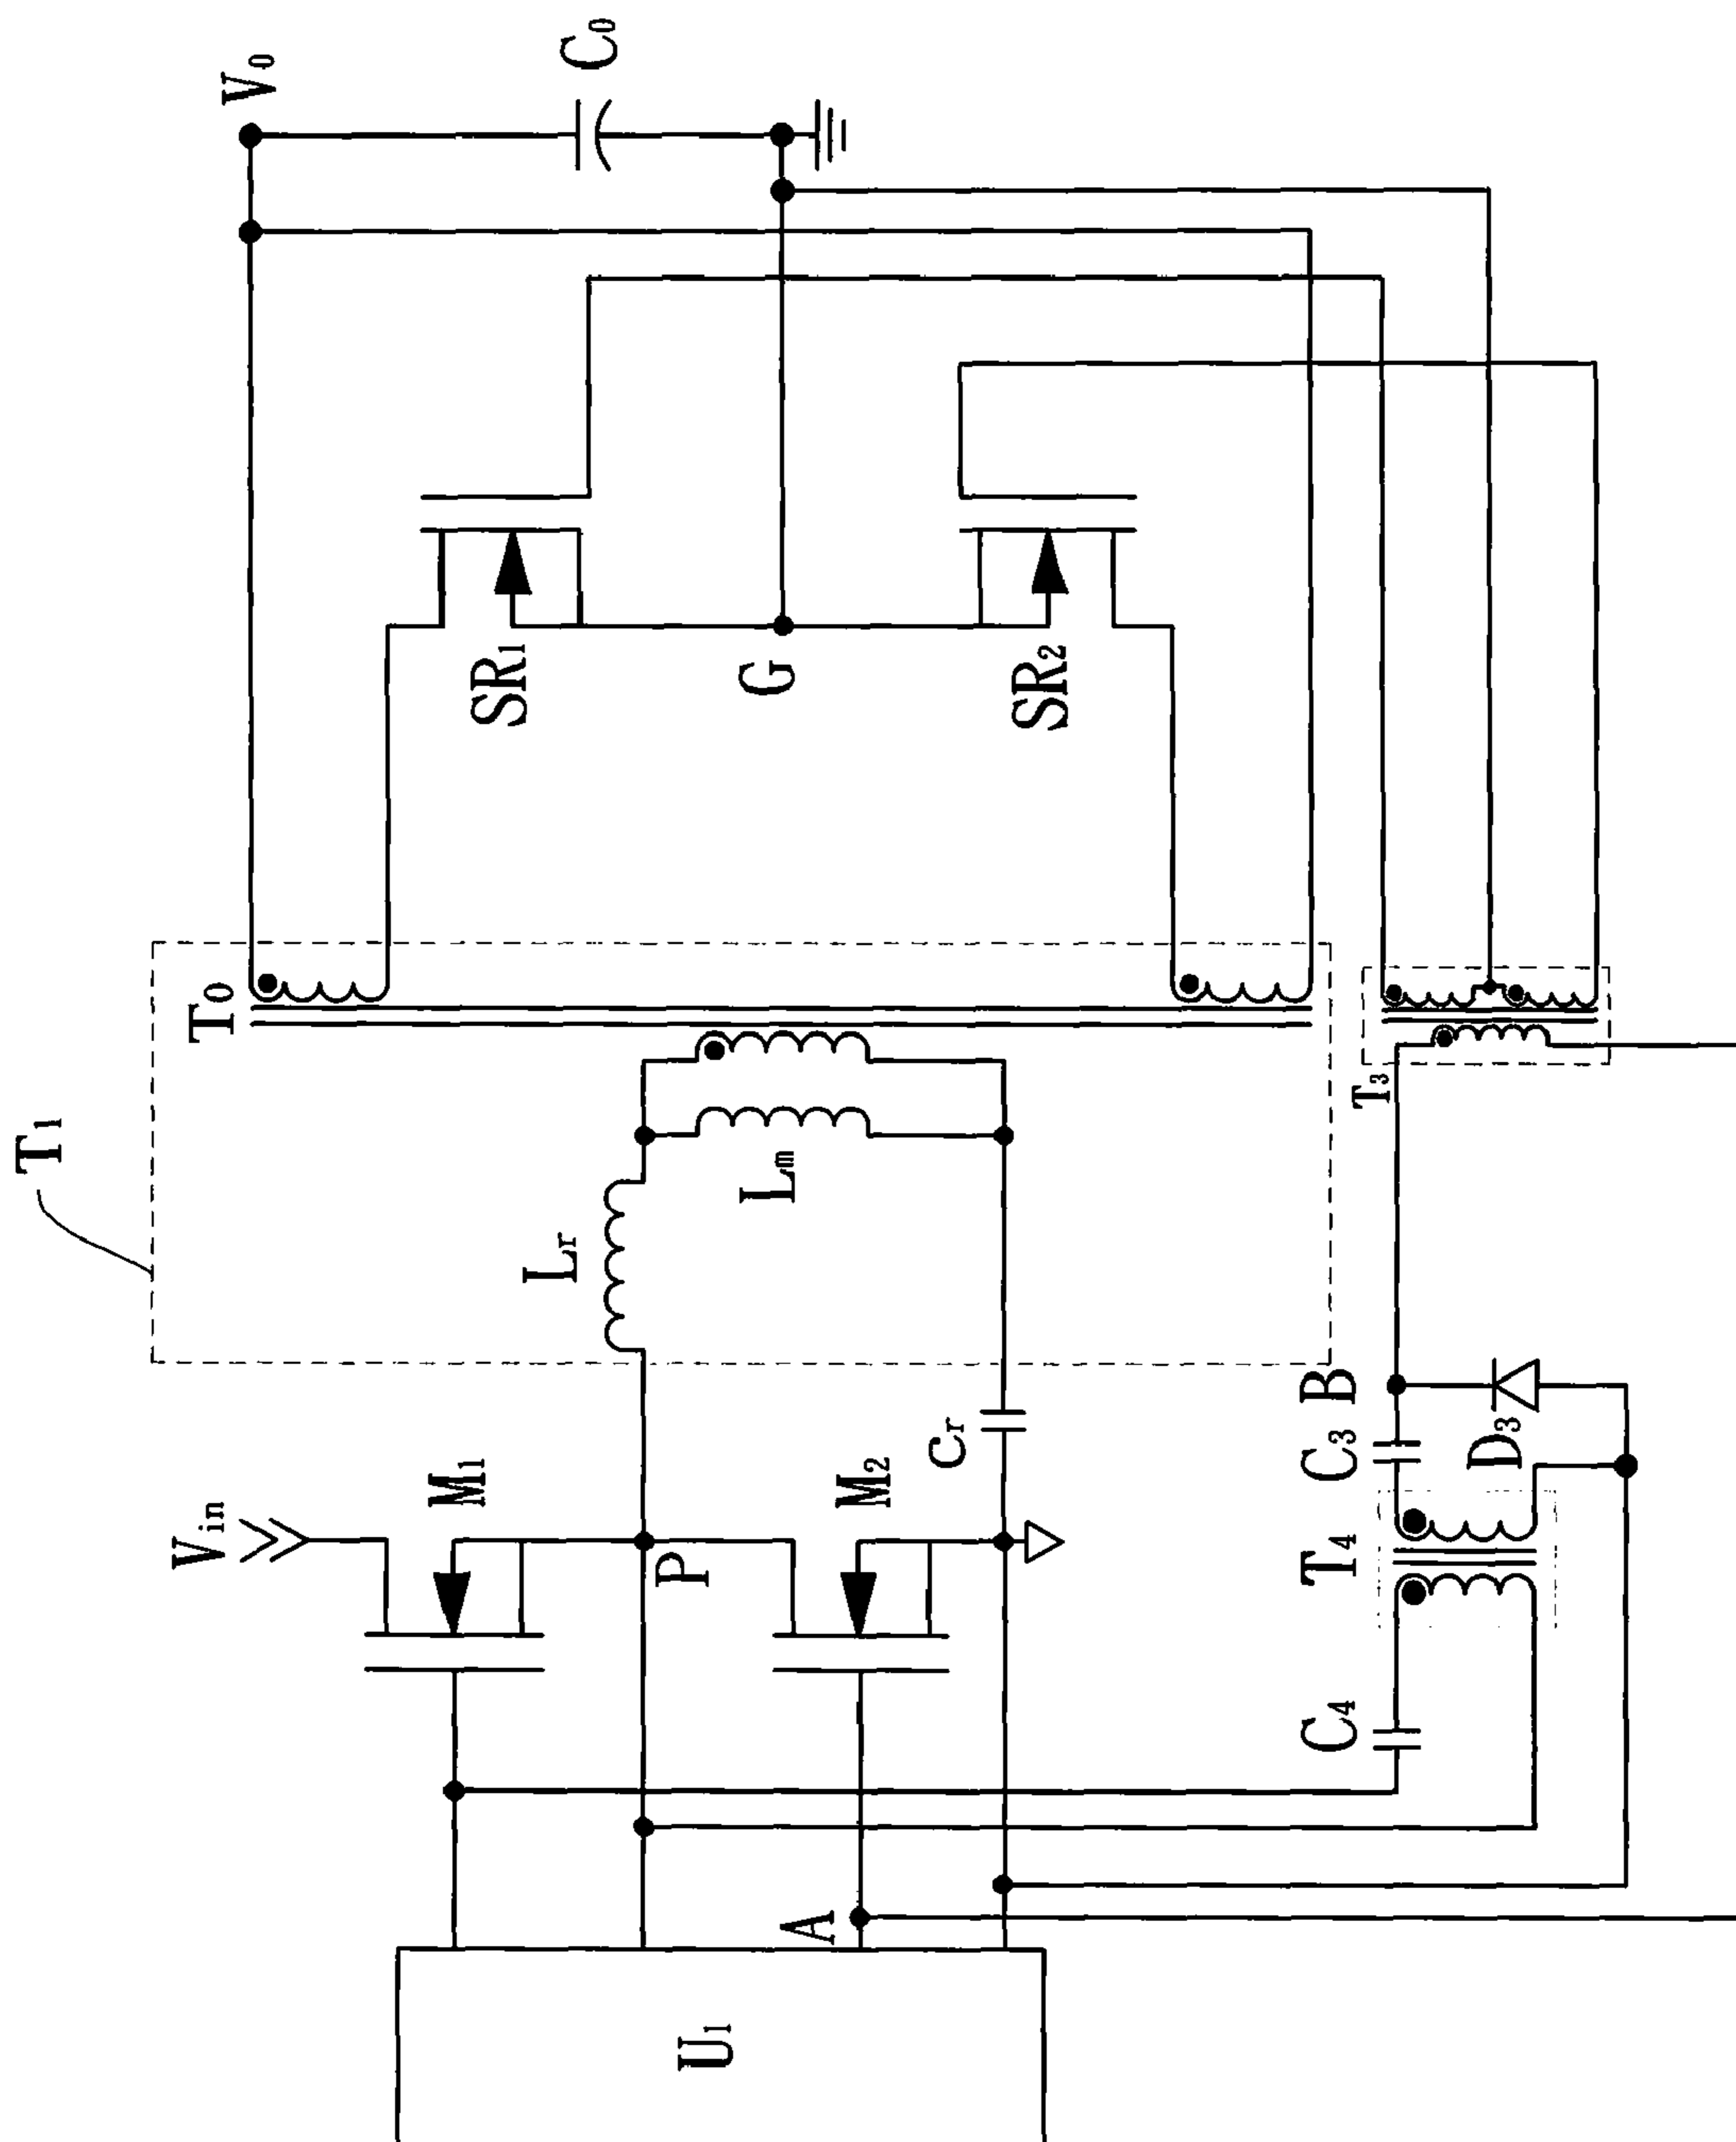 T₁
T₀
V₀
C₀
SR₁
G
SR₂
Lᵣ
Lₘ
Vᵢₙ
M₁
P
M₂
Cᵣ
T₃
B
C₃
D₃
T₄
C₄
A
U₁